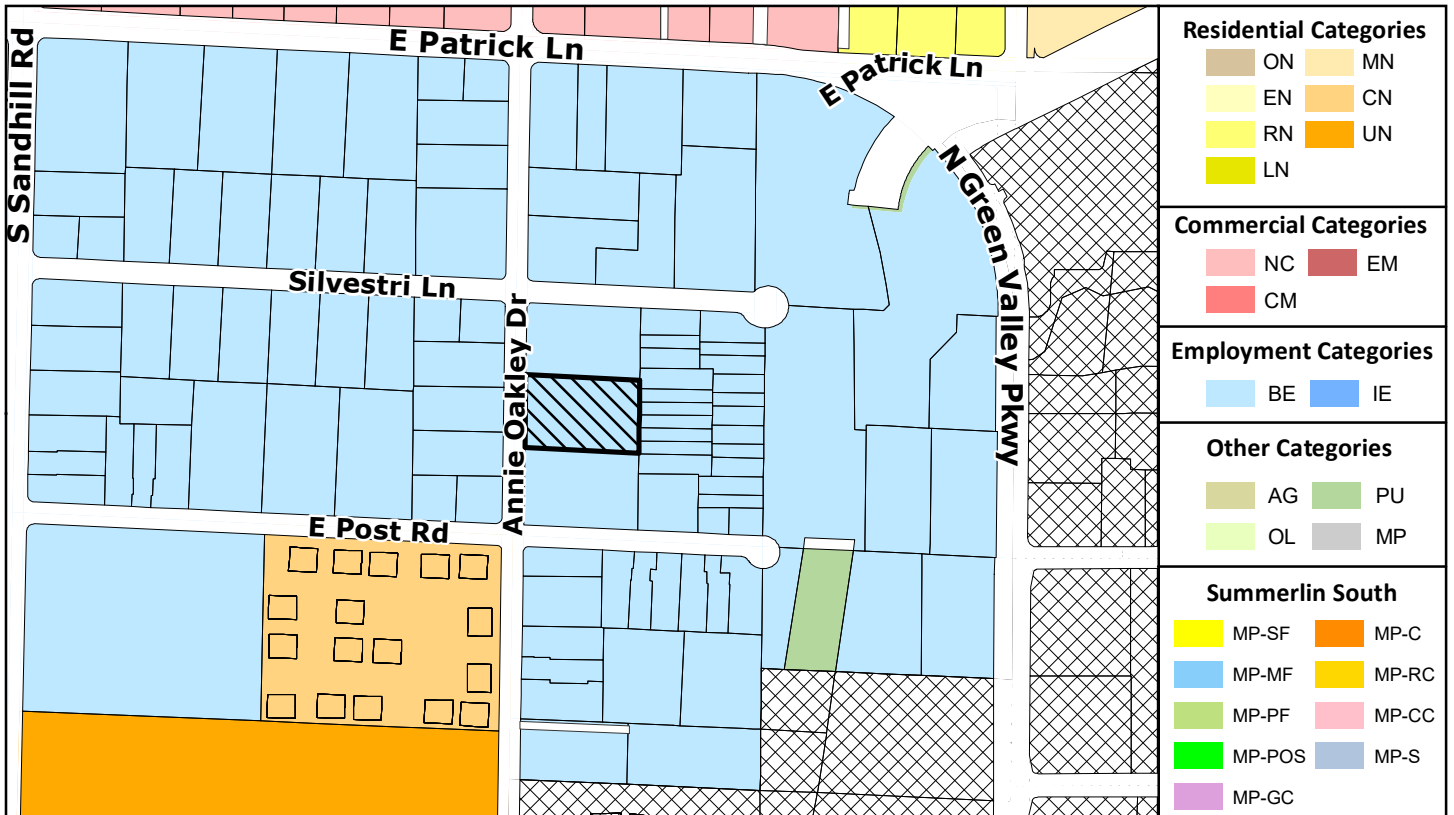 E Patrick Ln
E Patrick Ln
S Sandhill Rd
N Green Valley Pkwy
Silvestri Ln
Annie Oakley Dr
E Post Rd
Residential Categories
ON MN
EN CN
RN UN
LN
Commercial Categories
NC EM
CM
Employment Categories
BE IE
Other Categories
AG PU
OL MP
Summerlin South
MP-SF MP-C
MP-MF MP-RC
MP-PF MP-CC
MP-POS MP-S
MP-GC